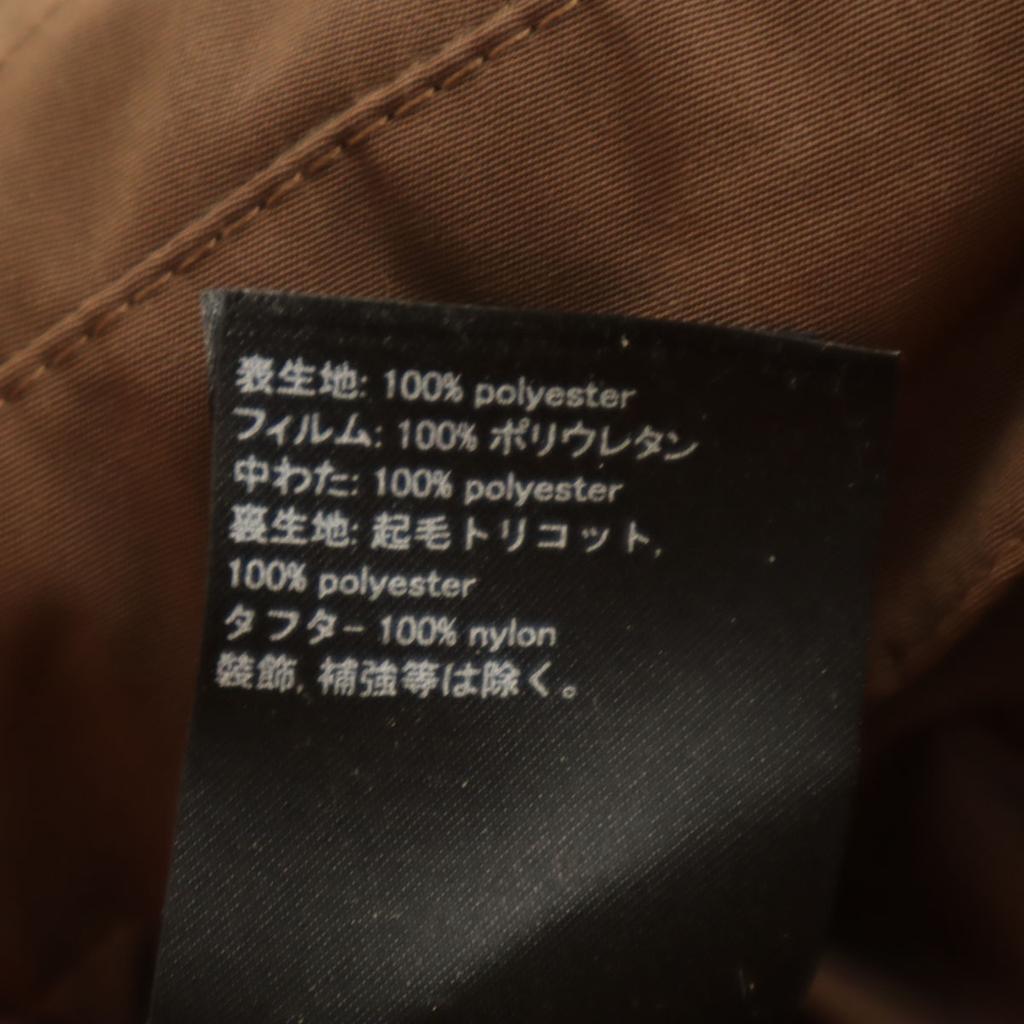 表生地: 100% polyester
フィルム: 100% ポリウレタン
中わた: 100% polyester
裏生地: 起毛トリコット,
100% polyester
タフター 100% nylon
装飾, 補強等は除く。